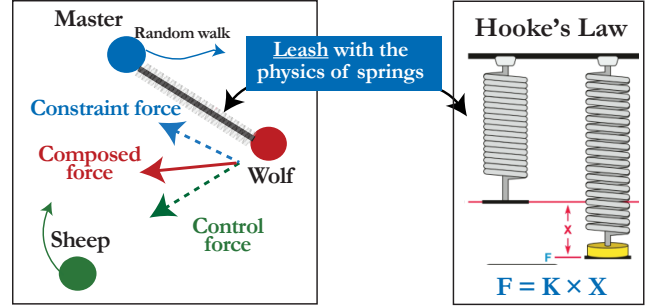 Master
Random walk
Leash with the
physics of springs
Constraint force
Composed
force
Wolf
Control
force
Sheep
Hooke's Law
X
F
F = K × X